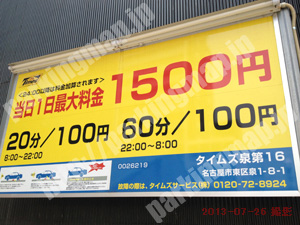 Times
<24:00以降は料金加算されます>
当日1日最大料金 1500円
20分/100円 60分/100円
8:00~22:00 22:00~8:00
0026219
タイムズ泉第16
名古屋市東区泉1-8-1
故障の際は、タイムズサービス(株) 0120-72-8924
parkingoman.jp
2013-07-16 撮影